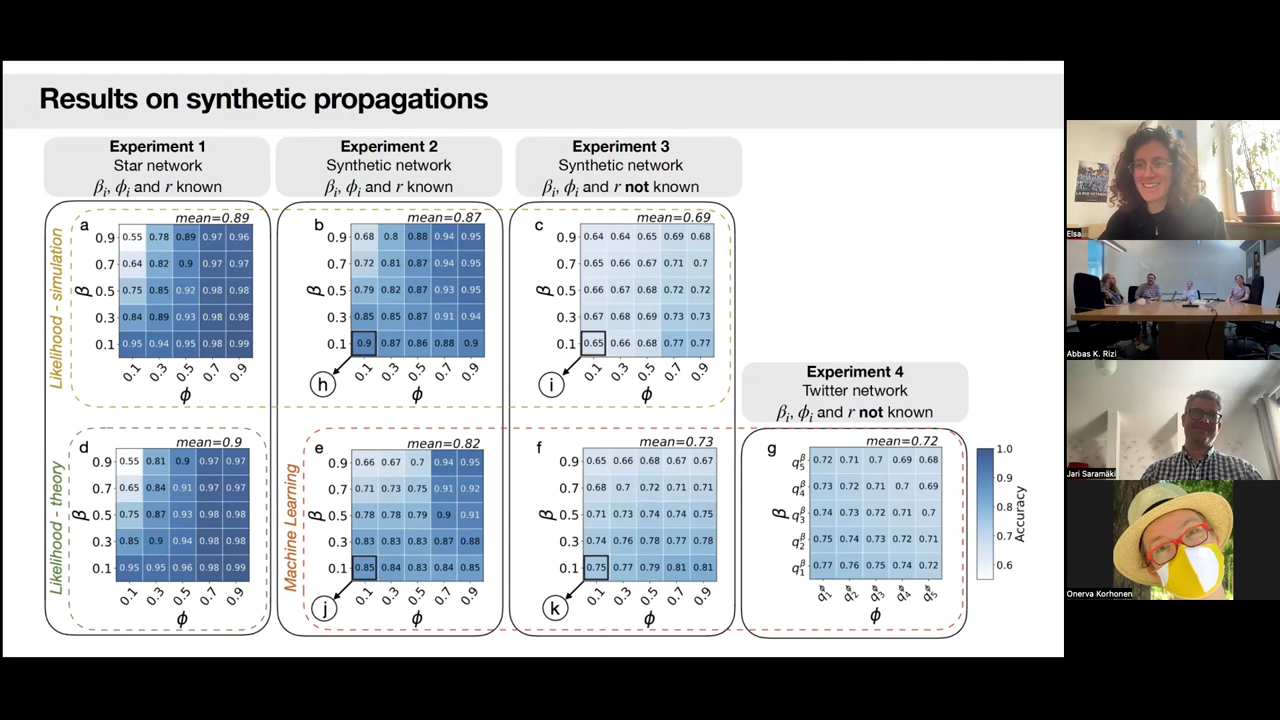 Results on synthetic propagations
Experiment 1
Star network
βᵢ, ϕᵢ and r known
Experiment 2
Synthetic network
βᵢ, ϕᵢ and r known
Experiment 3
Synthetic network
βᵢ, ϕᵢ and r not known
Likelihood - simulation
a
mean=0.89
β
0.9 0.55 0.78 0.89 0.97 0.96
0.7 0.64 0.82 0.9 0.97 0.97
0.5 0.75 0.85 0.92 0.98 0.98
0.3 0.84 0.89 0.93 0.98 0.98
0.1 0.95 0.94 0.95 0.98 0.99
0.1 0.3 0.5 0.7 0.9
ϕ
b
mean=0.87
β
0.9 0.68 0.8 0.88 0.94 0.95
0.7 0.72 0.81 0.87 0.94 0.95
0.5 0.79 0.82 0.87 0.93 0.95
0.3 0.85 0.85 0.87 0.91 0.94
0.1 0.9 0.87 0.86 0.88 0.9
0.1 0.3 0.5 0.7 0.9
h
ϕ
c
mean=0.69
β
0.9 0.64 0.64 0.65 0.69 0.68
0.7 0.65 0.66 0.67 0.71 0.7
0.5 0.66 0.67 0.68 0.72 0.72
0.3 0.67 0.68 0.69 0.73 0.73
0.1 0.65 0.66 0.68 0.77 0.77
0.1 0.3 0.5 0.7 0.9
i
ϕ
Experiment 4
Twitter network
βᵢ, ϕᵢ and r not known
Likelihood - theory
d
mean=0.9
β
0.9 0.55 0.81 0.9 0.97 0.97
0.7 0.65 0.84 0.91 0.97 0.97
0.5 0.75 0.87 0.93 0.98 0.98
0.3 0.85 0.9 0.94 0.98 0.98
0.1 0.95 0.95 0.96 0.98 0.99
0.1 0.3 0.5 0.7 0.9
ϕ
Machine Learning
e
mean=0.82
β
0.9 0.66 0.67 0.7 0.94 0.95
0.7 0.71 0.73 0.75 0.91 0.92
0.5 0.78 0.78 0.79 0.9 0.91
0.3 0.83 0.83 0.83 0.87 0.88
0.1 0.85 0.84 0.83 0.84 0.85
0.1 0.3 0.5 0.7 0.9
j
ϕ
f
mean=0.73
β
0.9 0.65 0.66 0.68 0.67 0.67
0.7 0.68 0.7 0.72 0.71 0.71
0.5 0.71 0.73 0.74 0.74 0.75
0.3 0.74 0.76 0.78 0.77 0.78
0.1 0.75 0.77 0.79 0.81 0.81
0.1 0.3 0.5 0.7 0.9
k
ϕ
g
mean=0.72
β
q₅^β 0.72 0.71 0.7 0.69 0.68
q₄^β 0.73 0.72 0.71 0.7 0.69
q₃^β 0.74 0.73 0.72 0.71 0.7
q₂^β 0.75 0.74 0.73 0.72 0.71
q₁^β 0.77 0.76 0.75 0.74 0.72
q₁^ϕ q₂^ϕ q₃^ϕ q₄^ϕ q₅^ϕ
ϕ
1.0
0.9
0.8
0.7
0.6
Accuracy
Elsa
Abbas K. Rizi
Jari Saramäki
Onerva Korhonen